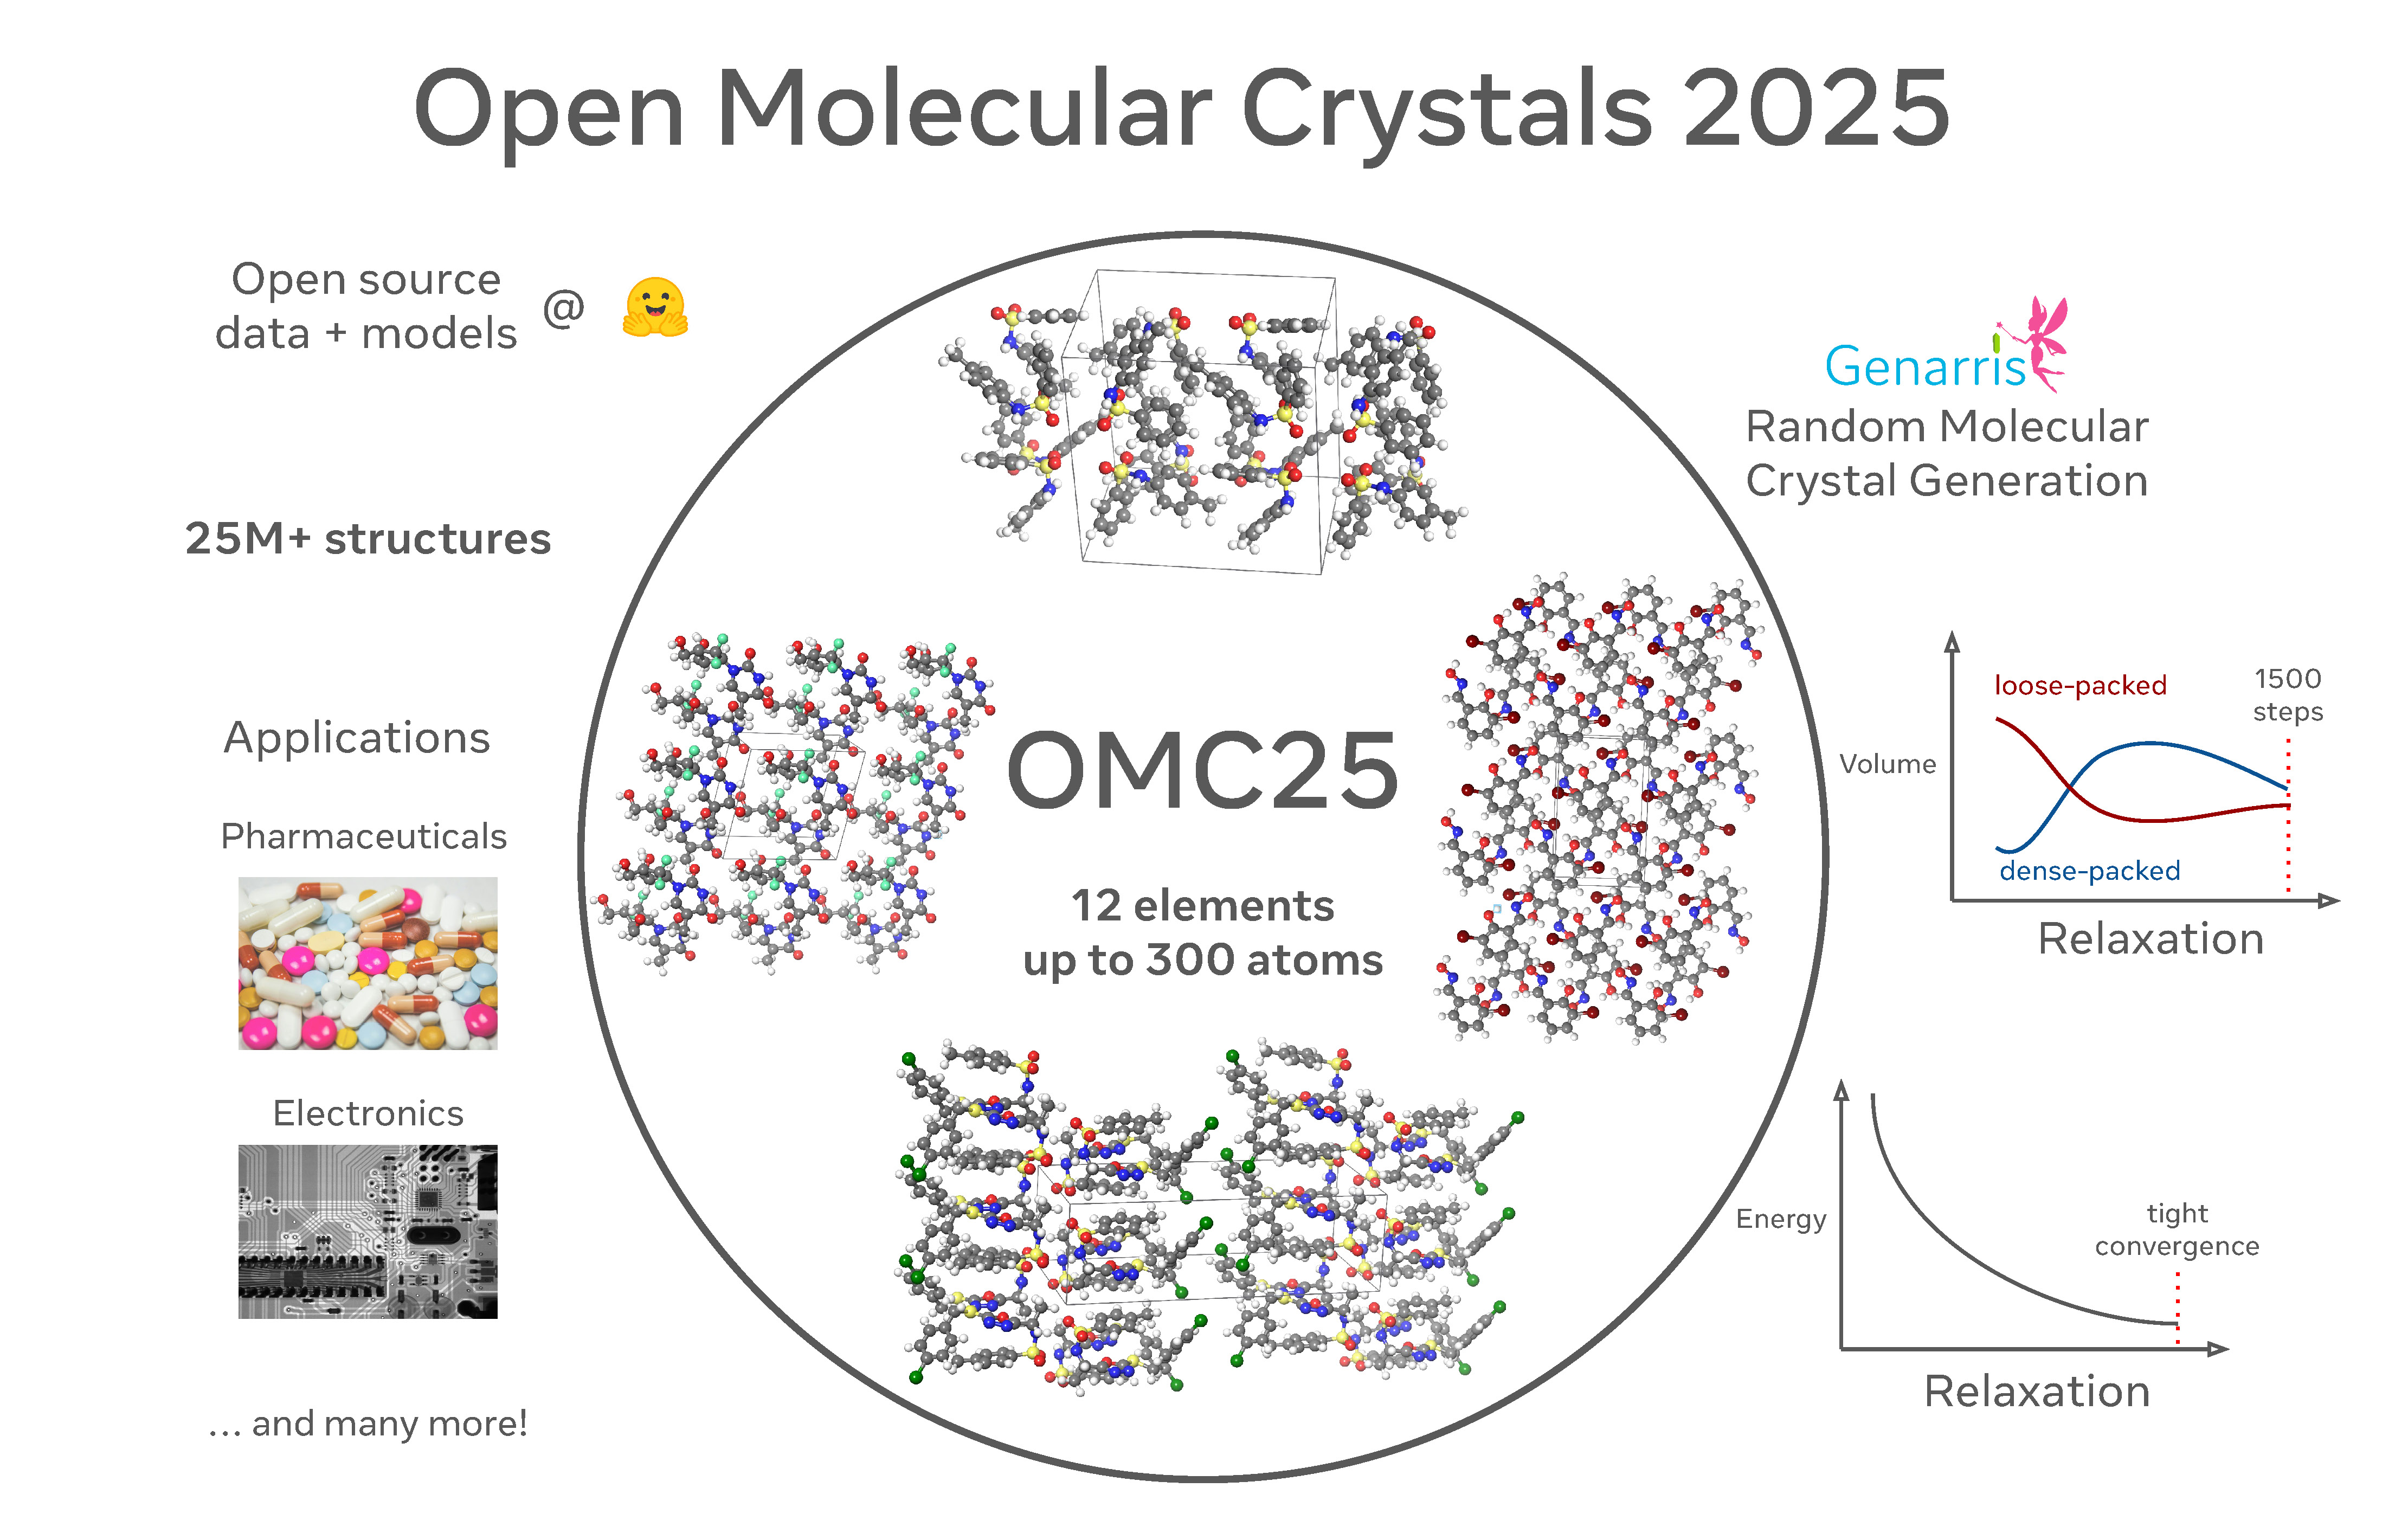 Open Molecular Crystals 2025
Open source
data + models
@
25M+ structures
Applications
Pharmaceuticals
Electronics
... and many more!
OMC25
12 elements
up to 300 atoms
Genarris
Random Molecular
Crystal Generation
loose-packed
1500
steps
Volume
dense-packed
Relaxation
Energy
tight
convergence
Relaxation